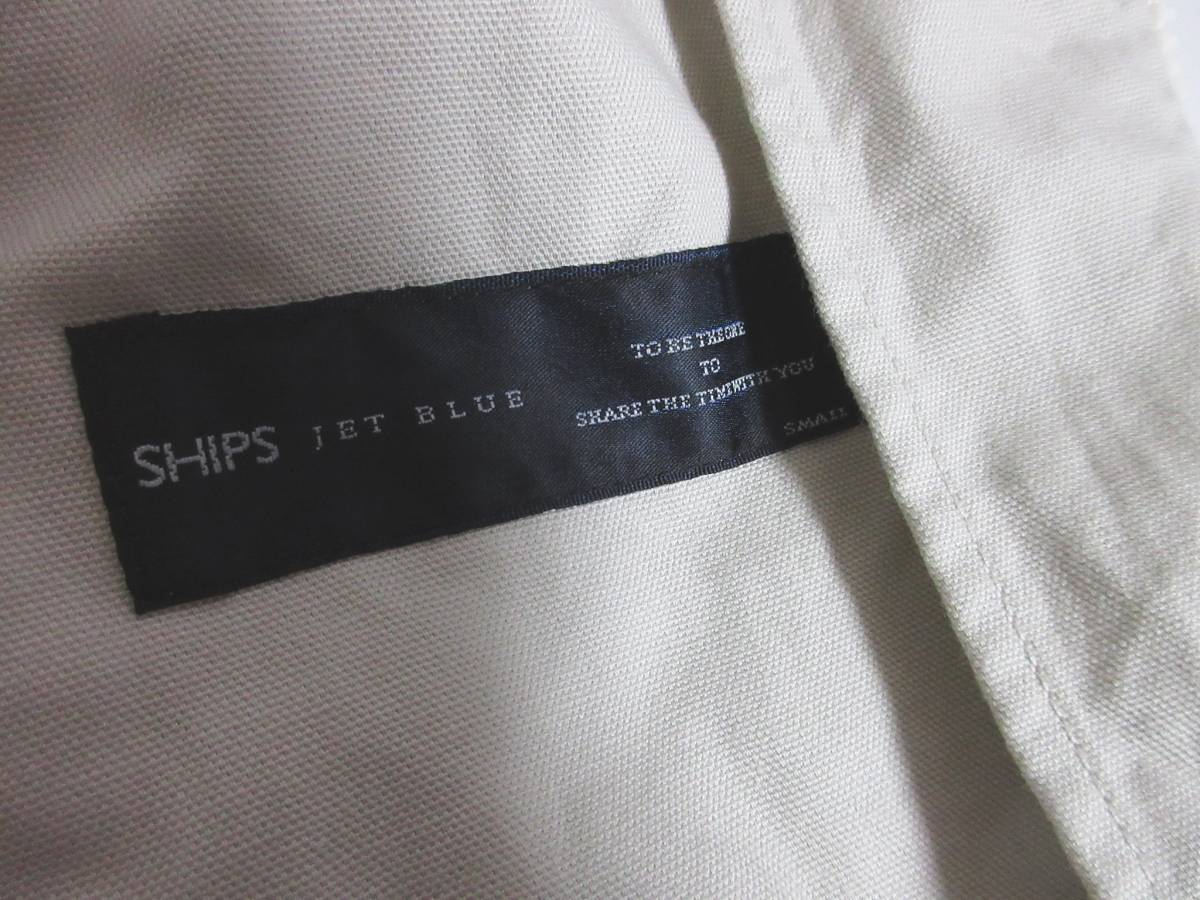 SHIPS JET BLUE
TO BE THE ONE
TO
SHARE THE TIME WITH YOU
SMALL